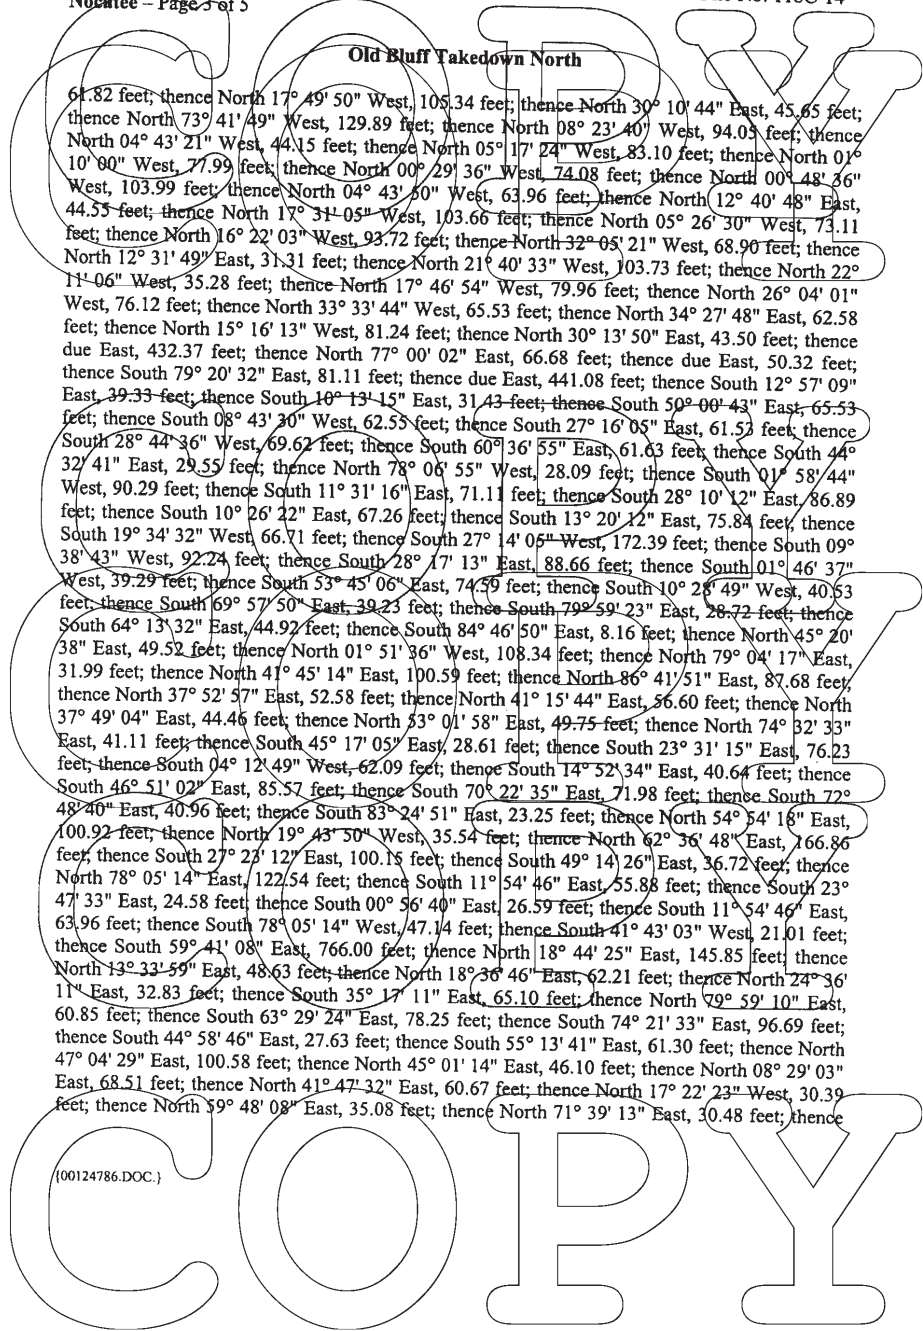 Nocatee – Page 3 of 5
Old Bluff Takedown North
61.82 feet; thence North 17° 49' 50" West, 105.34 feet; thence North 30° 10' 44" East, 45.65 feet;
thence North 73° 41' 49" West, 129.89 feet; thence North 08° 23' 40" West, 94.05 feet; thence
North 04° 43' 21" West, 44.15 feet; thence North 05° 17' 24" West, 83.10 feet; thence North 01°
10' 00" West, 77.99 feet; thence North 00° 29' 36" West, 74.08 feet; thence North 00° 48' 36"
West, 103.99 feet; thence North 04° 43' 50" West, 63.96 feet; thence North 12° 40' 48" East,
44.55 feet; thence North 17° 31' 05" West, 103.66 feet; thence North 05° 26' 30" West, 73.11
feet; thence North 16° 22' 03" West, 93.72 feet; thence North 32° 05' 21" West, 68.90 feet; thence
North 12° 31' 49" East, 31.31 feet; thence North 21° 40' 33" West, 103.73 feet; thence North 22°
11' 06" West, 35.28 feet; thence North 17° 46' 54" West, 79.96 feet; thence North 26° 04' 01"
West, 76.12 feet; thence North 33° 33' 44" West, 65.53 feet; thence North 34° 27' 48" East, 62.58
feet; thence North 15° 16' 13" West, 81.24 feet; thence North 30° 13' 50" East, 43.50 feet; thence
due East, 432.37 feet; thence North 77° 00' 02" East, 66.68 feet; thence due East, 50.32 feet;
thence South 79° 20' 32" East, 81.11 feet; thence due East, 441.08 feet; thence South 12° 57' 09"
East, 39.33 feet; thence South 10° 13' 15" East, 31.43 feet; thence South 50° 00' 43" East, 65.53
feet; thence South 08° 43' 30" West, 62.55 feet; thence South 27° 16' 05" East, 61.53 feet; thence
South 28° 44' 36" West, 69.62 feet; thence South 60° 36' 55" East, 61.63 feet; thence South 44°
32' 41" East, 29.55 feet; thence North 78° 06' 55" West, 28.09 feet; thence South 01° 58' 44"
West, 90.29 feet; thence South 11° 31' 16" East, 71.11 feet; thence South 28° 10' 12" East, 86.89
feet; thence South 10° 26' 22" East, 67.26 feet; thence South 13° 20' 12" East, 75.84 feet, thence
South 19° 34' 32" West, 66.71 feet; thence South 27° 14' 05" West, 172.39 feet; thence South 09°
38' 43" West, 92.24 feet; thence South 28° 17' 13" East, 88.66 feet; thence South 01° 46' 37"
West, 39.29 feet; thence South 53° 45' 06" East, 74.59 feet; thence South 10° 28' 49" West, 40.53
feet; thence South 69° 57' 50" East, 39.23 feet; thence South 79° 59' 23" East, 28.72 feet; thence
South 64° 13' 32" East, 44.92 feet; thence South 84° 46' 50" East, 8.16 feet; thence North 45° 20'
38" East, 49.52 feet; thence North 01° 51' 36" West, 108.34 feet; thence North 79° 04' 17" East,
31.99 feet; thence North 41° 45' 14" East, 100.59 feet; thence North 86° 41' 51" East, 87.68 feet,
thence North 37° 52' 57" East, 52.58 feet; thence North 41° 15' 44" East, 56.60 feet; thence North
37° 49' 04" East, 44.46 feet; thence North 53° 01' 58" East, 49.75 feet; thence North 74° 32' 33"
East, 41.11 feet; thence South 45° 17' 05" East, 28.61 feet; thence South 23° 31' 15" East, 76.23
feet; thence South 04° 12' 49" West, 62.09 feet; thence South 14° 52' 34" East, 40.64 feet; thence
South 46° 51' 02" East, 85.57 feet; thence South 70° 22' 35" East, 71.98 feet; thence South 72°
48' 40" East, 40.96 feet; thence South 83° 24' 51" East, 23.25 feet; thence North 54° 54' 18" East,
100.92 feet; thence North 19° 43' 50" West, 35.54 feet; thence North 62° 36' 48" East, 166.86
feet; thence South 27° 23' 12" East, 100.15 feet; thence South 49° 14' 26" East, 36.72 feet; thence
North 78° 05' 14" East, 122.54 feet; thence South 11° 54' 46" East, 55.88 feet; thence South 23°
47' 33" East, 24.58 feet; thence South 00° 56' 40" East, 26.59 feet; thence South 11° 54' 46" East,
63.96 feet; thence South 78° 05' 14" West, 47.14 feet; thence South 41° 43' 03" West, 21.01 feet;
thence South 59° 41' 08" East, 766.00 feet; thence North 18° 44' 25" East, 145.85 feet; thence
North 13° 33' 59" East, 48.63 feet; thence North 18° 36' 46" East, 62.21 feet; thence North 24° 36'
11" East, 32.83 feet; thence South 35° 17' 11" East, 65.10 feet; thence North 79° 59' 10" East,
60.85 feet; thence South 63° 29' 24" East, 78.25 feet; thence South 74° 21' 33" East, 96.69 feet;
thence South 44° 58' 46" East, 27.63 feet; thence South 55° 13' 41" East, 61.30 feet; thence North
47° 04' 29" East, 100.58 feet; thence North 45° 01' 14" East, 46.10 feet; thence North 08° 29' 03"
East, 68.51 feet; thence North 41° 47' 32" East, 60.67 feet; thence North 17° 22' 23" West, 30.39
feet; thence North 59° 48' 08" East, 35.08 feet; thence North 71° 39' 13" East, 30.48 feet; thence
{00124786.DOC.}
COPY
COPY
COPY
COPY
COPY
COPY